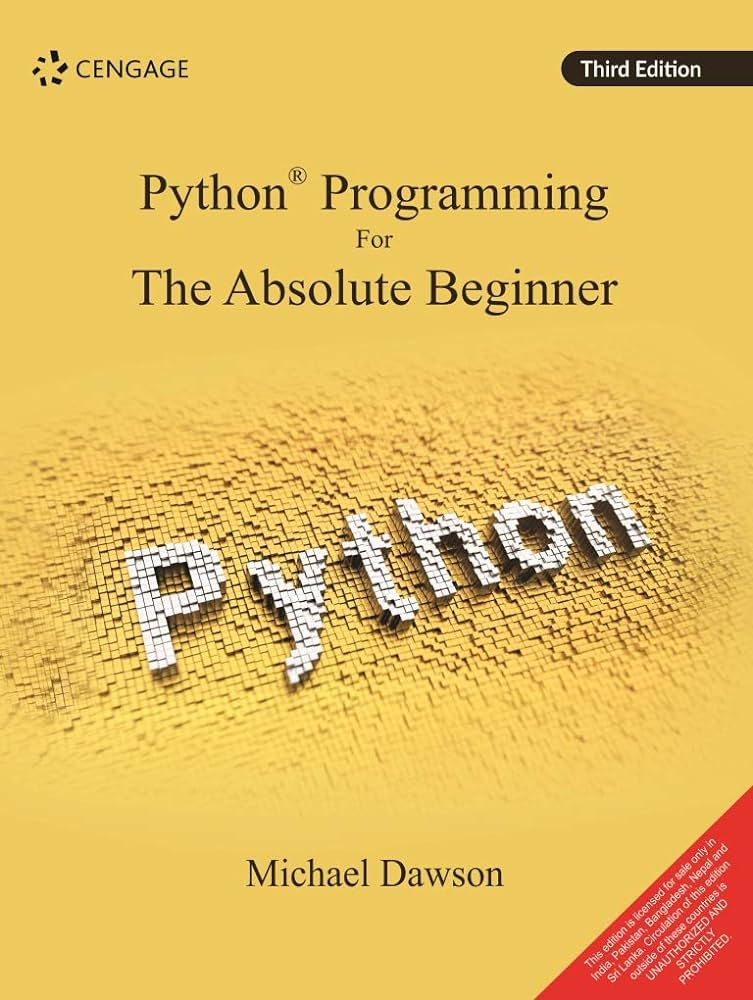 CENGAGE
Third Edition
Python® Programming
For
The Absolute Beginner
Python
Michael Dawson
This edition is licensed for sale only in
India, Pakistan, Bangladesh, Nepal and
Sri Lanka. Circulation of this edition
outside of these countries is
UNAUTHORIZED AND
STRICTLY
PROHIBITED.